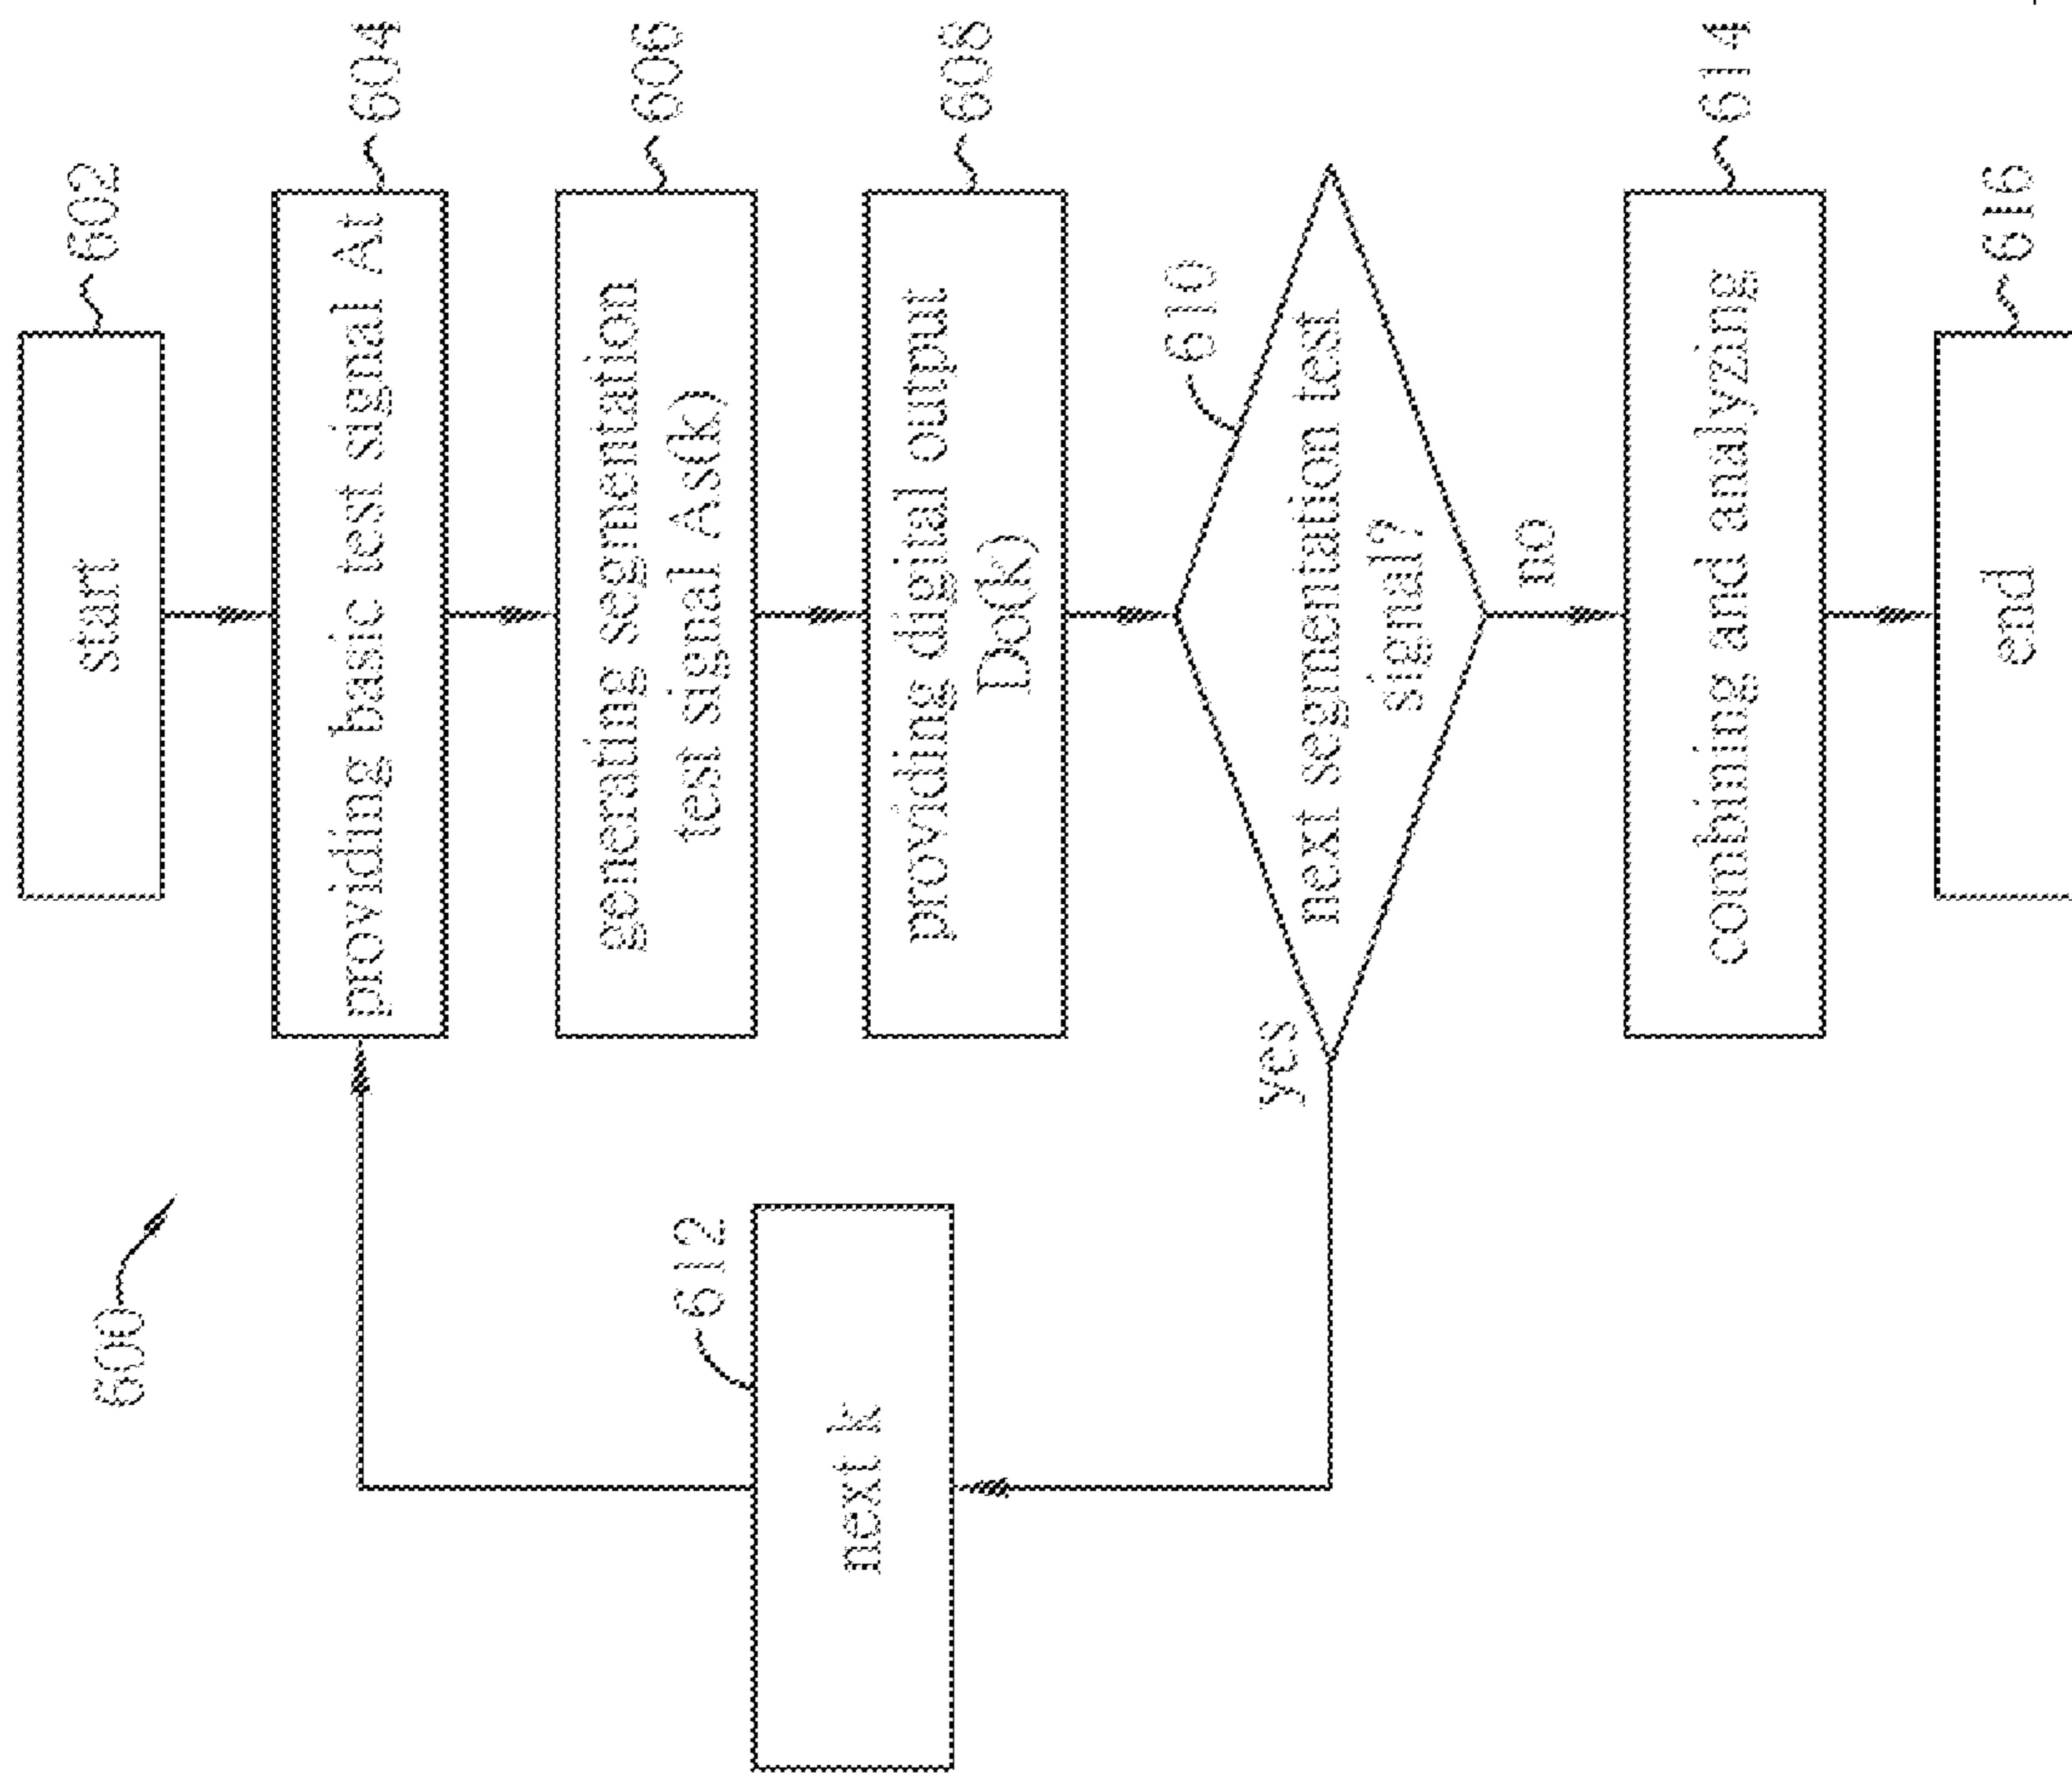 600
start
602
providing basic test signal At
604
generating segmentation
test signal As(k)
606
providing digital output
Do(k)
608
next segmentation test
signal?
610
yes
no
next k
612
combining and analyzing
614
end
616